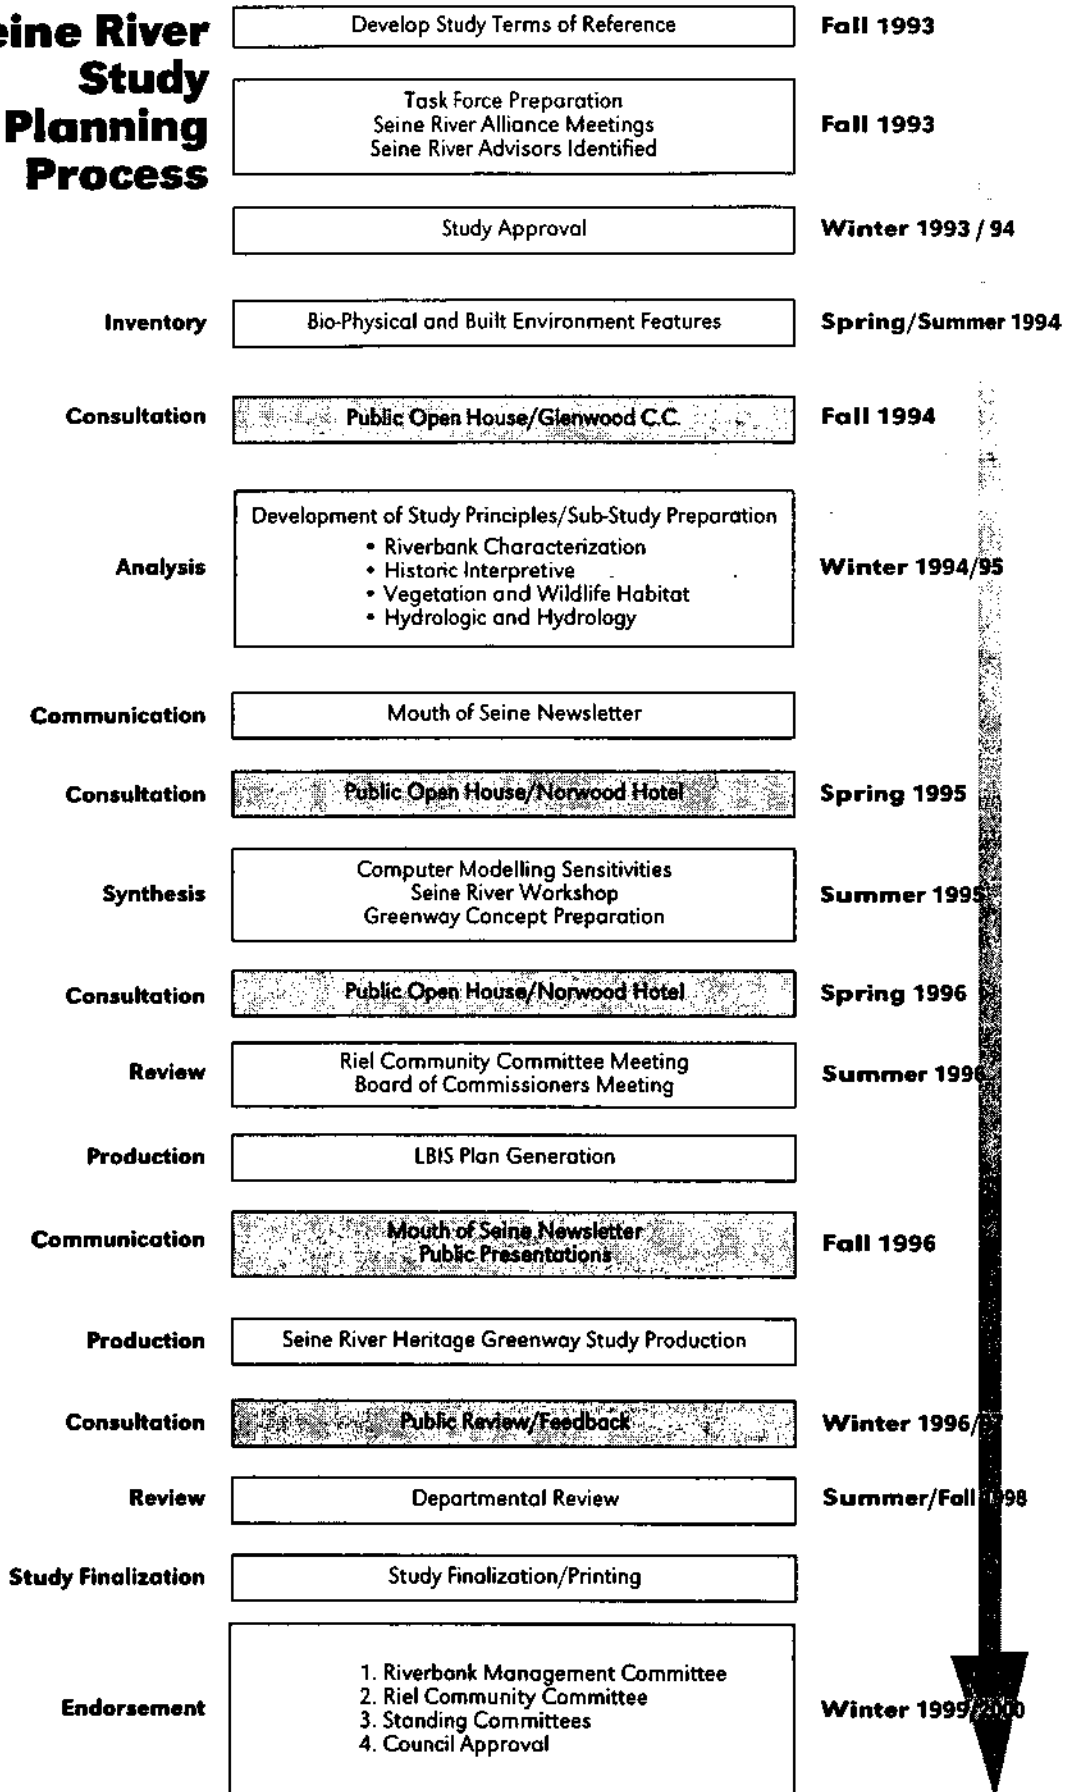 eine River
Study
Planning
Process
Develop Study Terms of Reference
Fall 1993
Task Force Preparation
Seine River Alliance Meetings
Seine River Advisors Identified
Fall 1993
Study Approval
Winter 1993 / 94
Inventory
Bio-Physical and Built Environment Features
Spring/Summer 1994
Consultation
Public Open House/Glenwood C.C.
Fall 1994
Analysis
Development of Study Principles/Sub-Study Preparation
• Riverbank Characterization
• Historic Interpretive
• Vegetation and Wildlife Habitat
• Hydrologic and Hydrology
Winter 1994/95
Communication
Mouth of Seine Newsletter
Consultation
Public Open House/Norwood Hotel
Spring 1995
Synthesis
Computer Modelling Sensitivities
Seine River Workshop
Greenway Concept Preparation
Summer 1995
Consultation
Public Open House/Norwood Hotel
Spring 1996
Review
Riel Community Committee Meeting
Board of Commissioners Meeting
Summer 1996
Production
LBIS Plan Generation
Communication
Mouth of Seine Newsletter
Public Presentations
Fall 1996
Production
Seine River Heritage Greenway Study Production
Consultation
Public Review/Feedback
Winter 1996/97
Review
Departmental Review
Summer/Fall 1998
Study Finalization
Study Finalization/Printing
Endorsement
1. Riverbank Management Committee
2. Riel Community Committee
3. Standing Committees
4. Council Approval
Winter 1999/2000